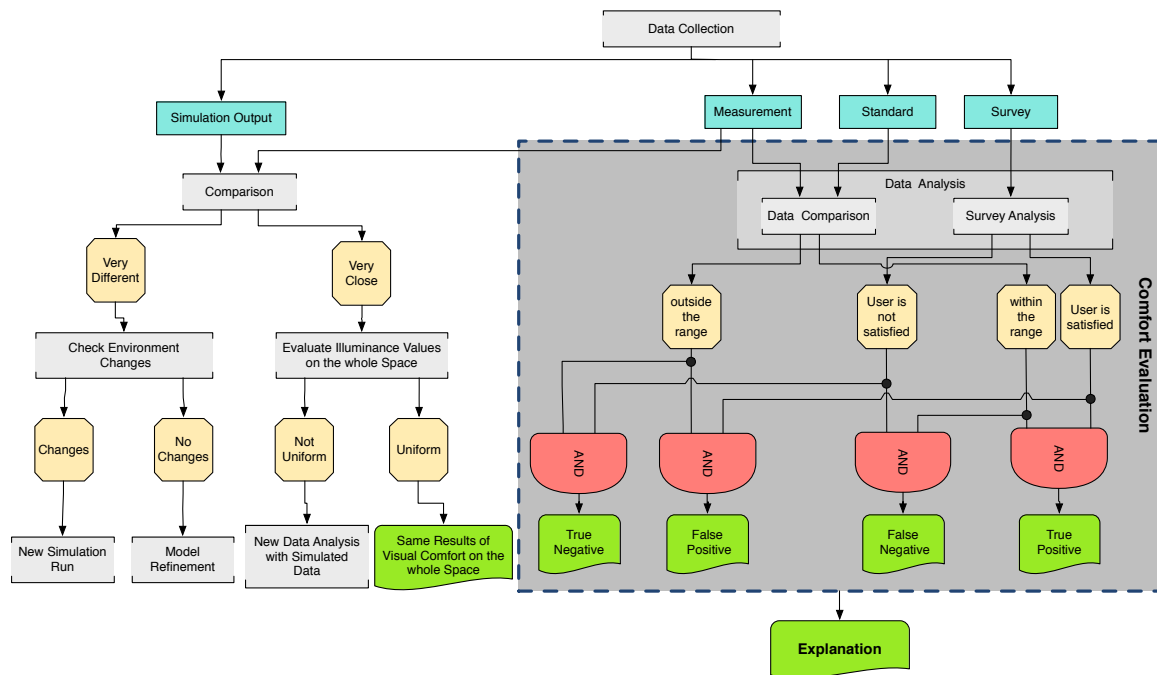 Data Collection
Simulation Output
Measurement
Standard
Survey
Comparison
Data Analysis
Data Comparison
Survey Analysis
Very
Different
Very
Close
outside
the
range
User is
not
satisfied
within
the
range
User is
satisfied
Comfort Evaluation
Check Environment
Changes
Evaluate Illuminance Values
on the whole Space
Changes
No
Changes
Not
Uniform
Uniform
AND
AND
AND
AND
New Simulation
Run
Model
Refinement
New Data Analysis
with Simulated
Data
Same Results of
Visual Comfort on the
whole Space
True
Negative
False
Positive
False
Negative
True
Positive
Explanation